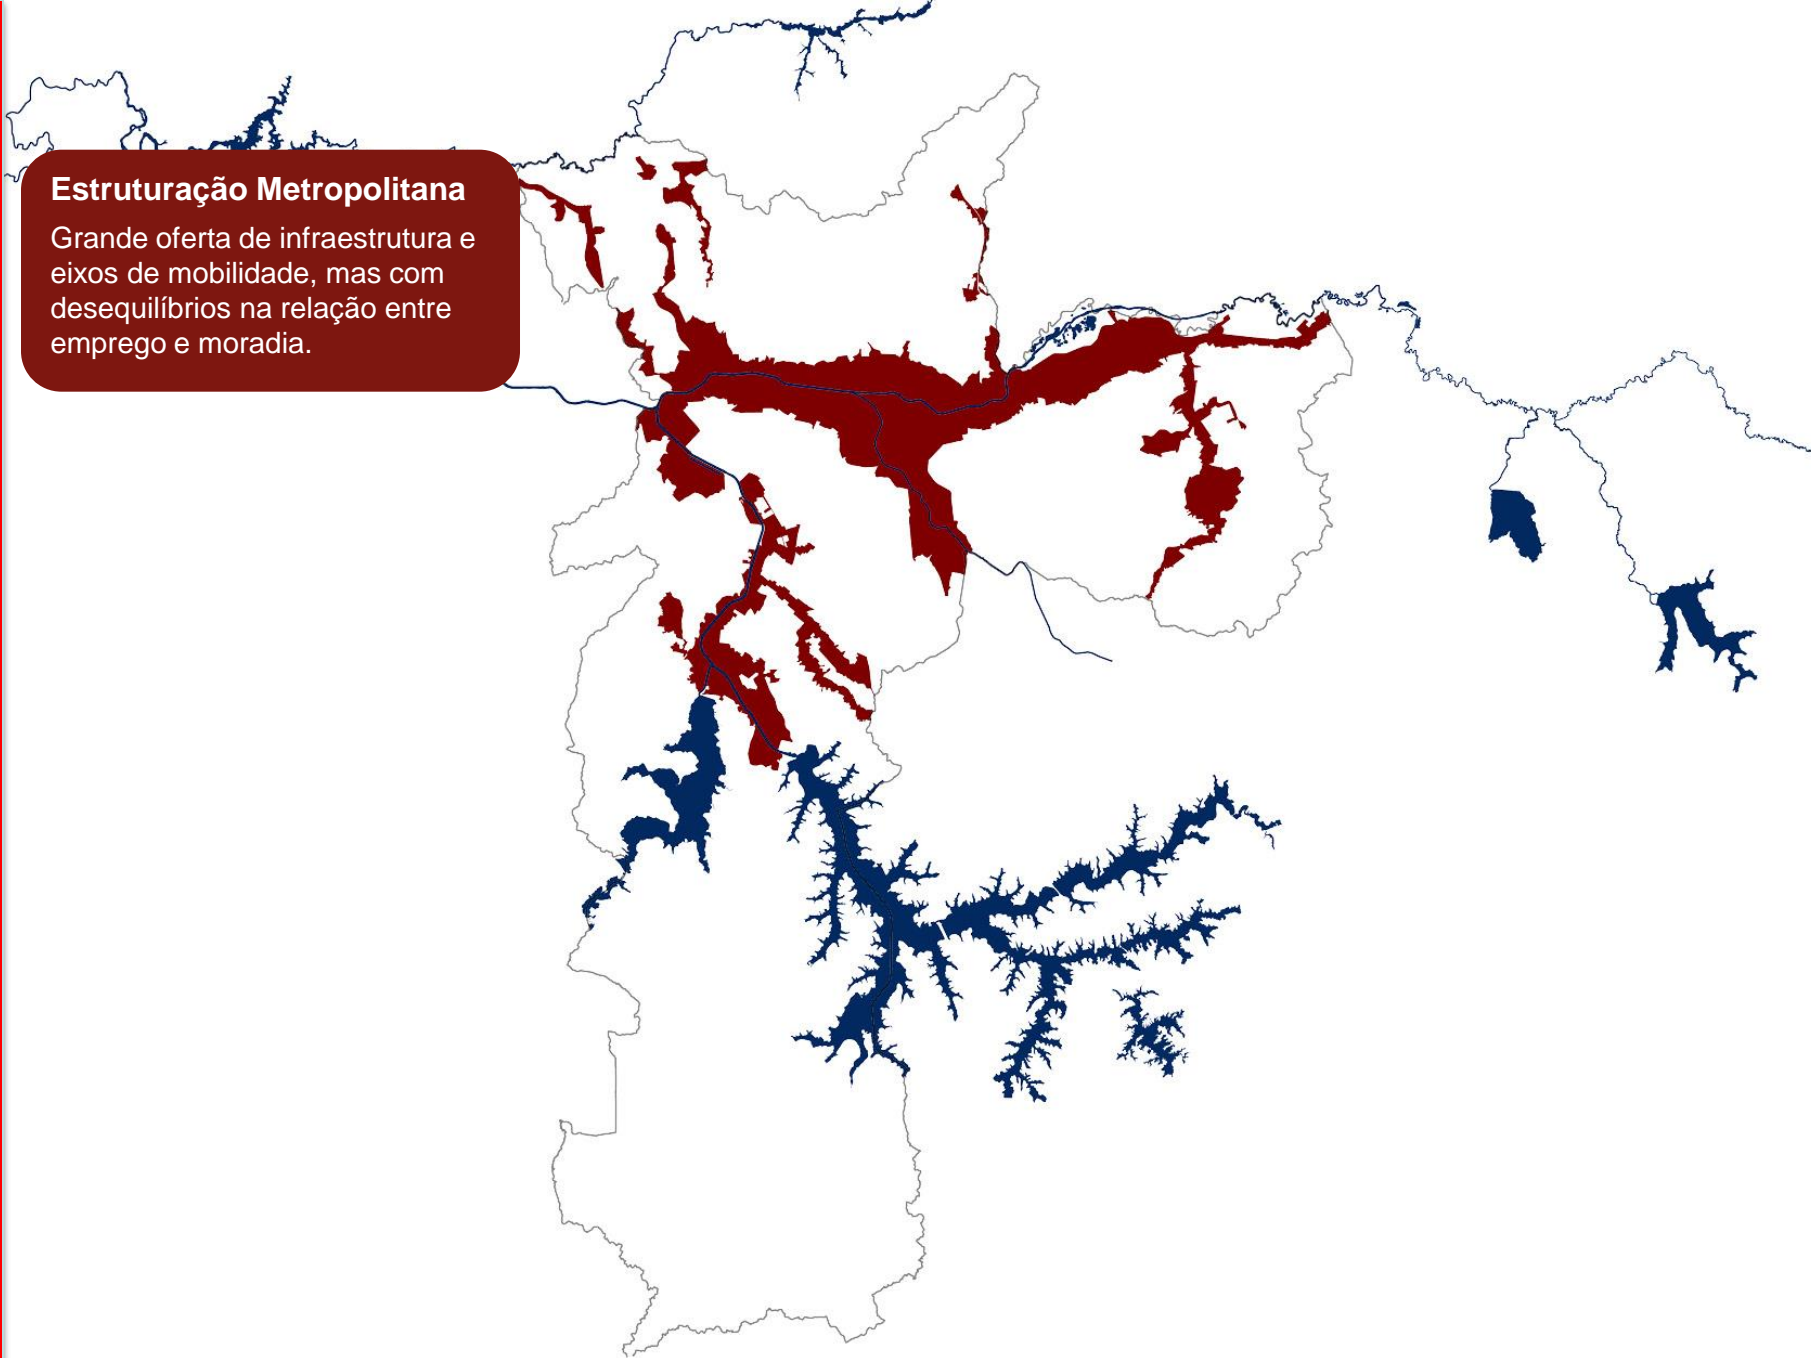 Estruturação Metropolitana
Grande oferta de infraestrutura e
eixos de mobilidade, mas com
desequilíbrios na relação entre
emprego e moradia.